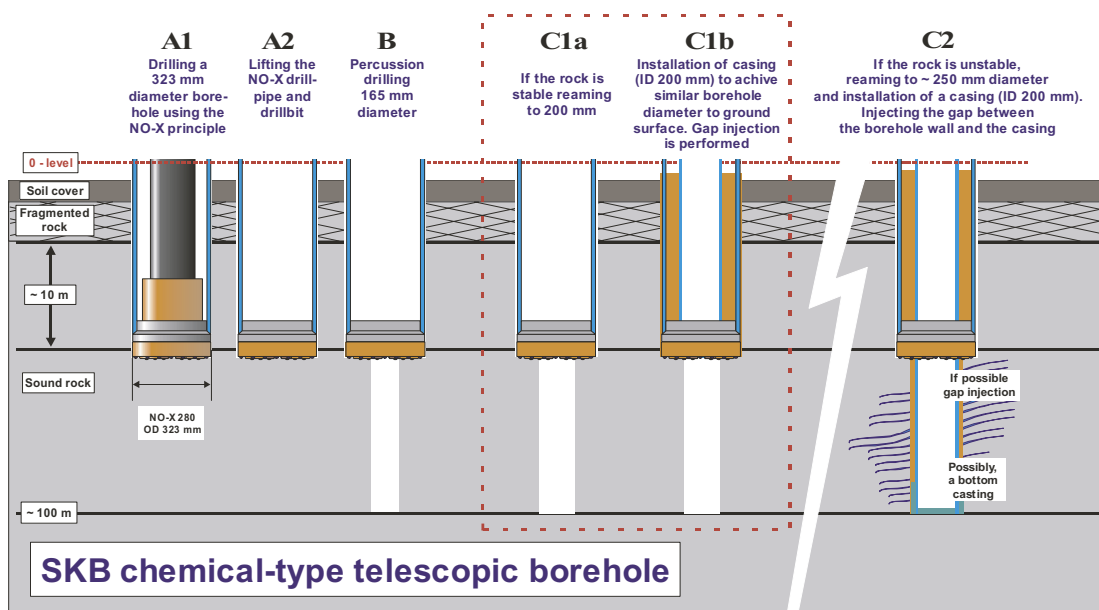 A1
Drilling a
323 mm
diameter bore-
hole using the
NO-X principle
A2
Lifting the
NO-X drill-
pipe and
drillbit
B
Percussion
drilling
165 mm
diameter
C1a
If the rock is
stable reaming
to 200 mm
C1b
Installation of casing
(ID 200 mm) to achive
similar borehole
diameter to ground
surface. Gap injection
is performed
C2
If the rock is unstable,
reaming to ~ 250 mm diameter
and installation of a casing (ID 200 mm).
Injecting the gap between
the borehole wall and the casing
0 - level
Soil cover
Fragmented
rock
~ 10 m
Sound rock
NO-X 280
OD 323 mm
If possible
gap injection
Possibly,
a bottom
casting
~ 100 m
SKB chemical-type telescopic borehole